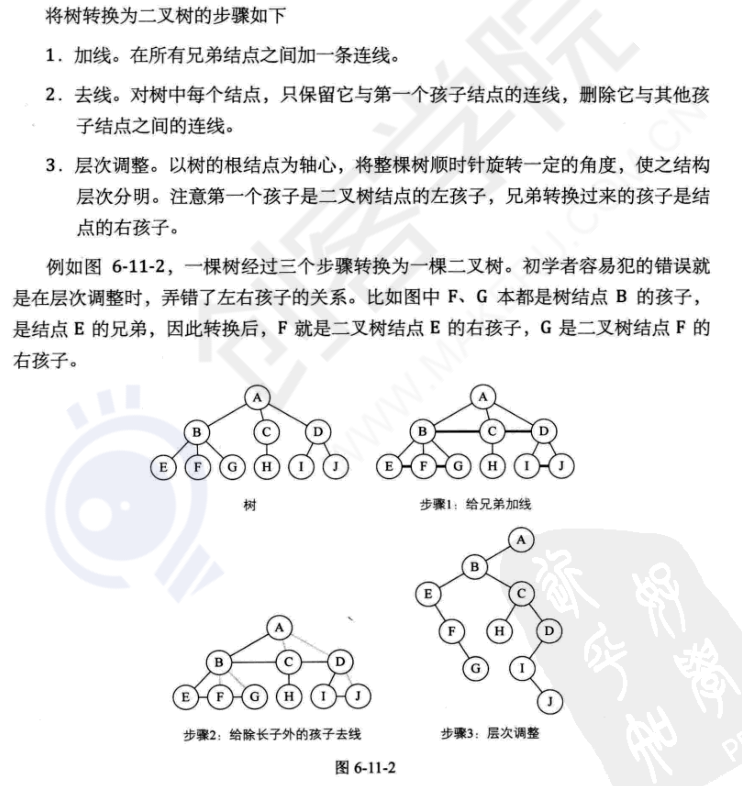 将树转换为二叉树的步骤如下
1．加线。在所有兄弟结点之间加一条连线。
2．去线。对树中每个结点，只保留它与第一个孩子结点的连线，删除它与其他孩
子结点之间的连线。
3．层次调整。以树的根结点为轴心，将整棵树顺时针旋转一定的角度，使之结构
层次分明。注意第一个孩子是二叉树结点的左孩子，兄弟转换过来的孩子是结
点的右孩子。
例如图 6-11-2，一棵树经过三个步骤转换为一棵二叉树。初学者容易犯的错误就
是在层次调整时，弄错了左右孩子的关系。比如图中 F、G 本都是树结点 B 的孩子，
是结点 E 的兄弟，因此转换后，F 就是二叉树结点 E 的右孩子，G 是二叉树结点 F 的
右孩子。
A
B C D
E F G H I J
树
A
B C D
E F G H I J
步骤1：给兄弟加线
A
B C D
E F G H I J
步骤2：给除长子外的孩子去线
A
B
E C
F H D
G I
J
步骤3：层次调整
图 6-11-2
创客学院